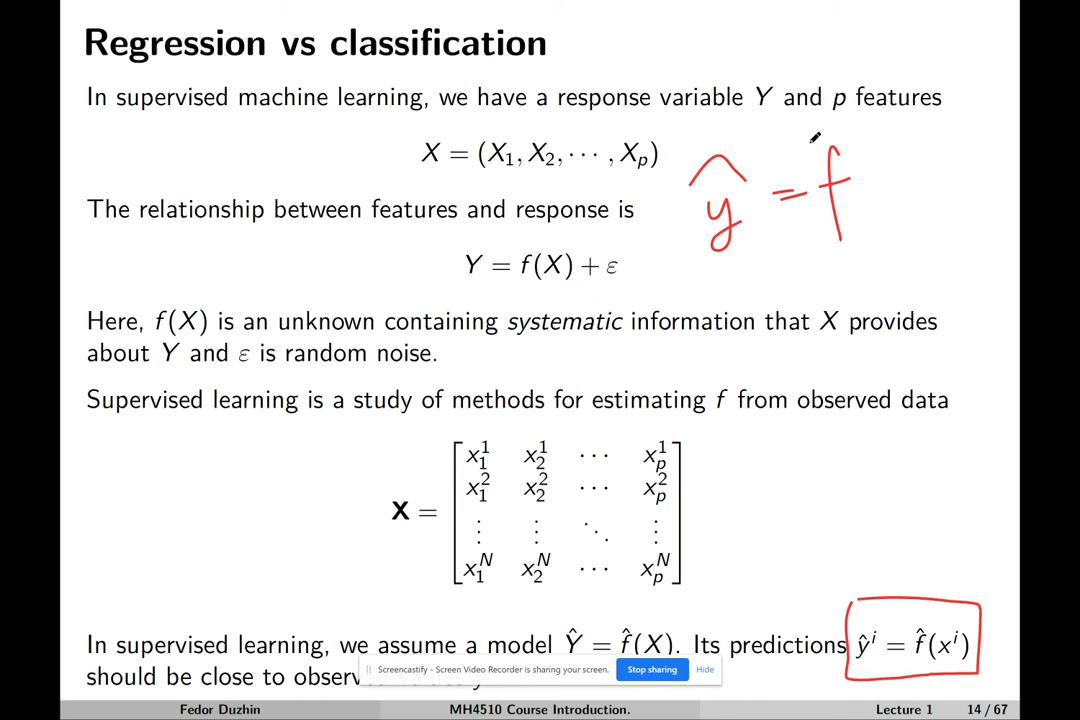 Regression vs classification
In supervised machine learning, we have a response variable Y and p features
X = (X₁, X₂, ⋯ , Xₚ)
The relationship between features and response is
ŷ = f
Y = f(X) + ε
Here, f(X) is an unknown containing systematic information that X provides
about Y and ε is random noise.
Supervised learning is a study of methods for estimating f from observed data
X =
x₁¹ x₂¹ ⋯ xₚ¹
x₁² x₂² ⋯ xₚ²
⋮ ⋮ ⋱ ⋮
x₁ᴺ x₂ᴺ ⋯ xₚᴺ
In supervised learning, we assume a model Ŷ = f̂(X). Its predictions ŷⁱ = f̂(xⁱ)
Screencastify - Screen Video Recorder is sharing your screen. Stop sharing Hide
should be close to
Fedor Duzhin MH4510 Course Introduction. Lecture 1 14 / 67